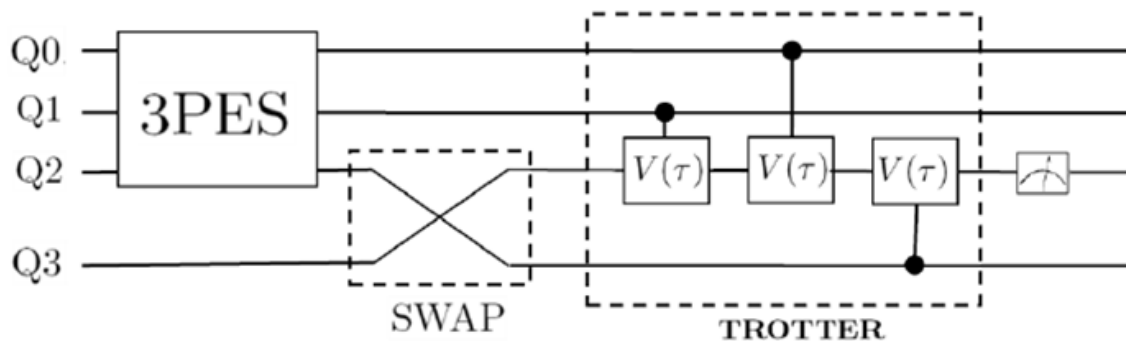 Q0
Q1
3PES
Q2
V(τ) V(τ) V(τ)
Q3
SWAP
TROTTER